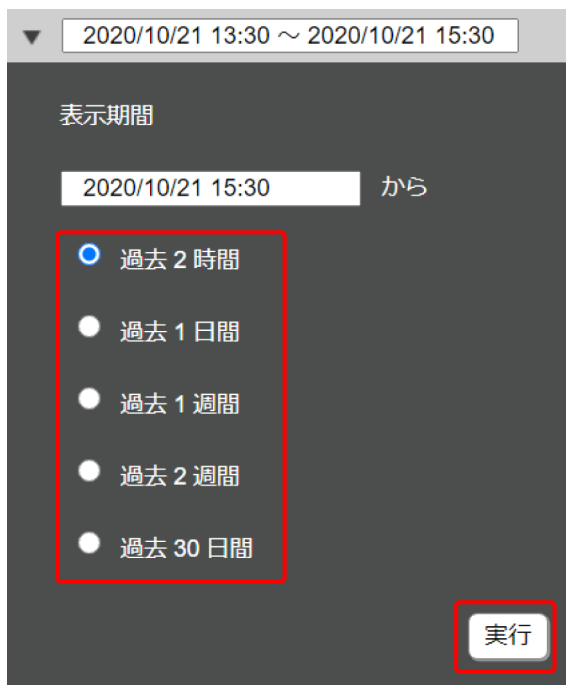 ▼ 2020/10/21 13:30 ～ 2020/10/21 15:30
表示期間
2020/10/21 15:30 から
過去 2 時間
過去 1 日間
過去 1 週間
過去 2 週間
過去 30 日間
実行